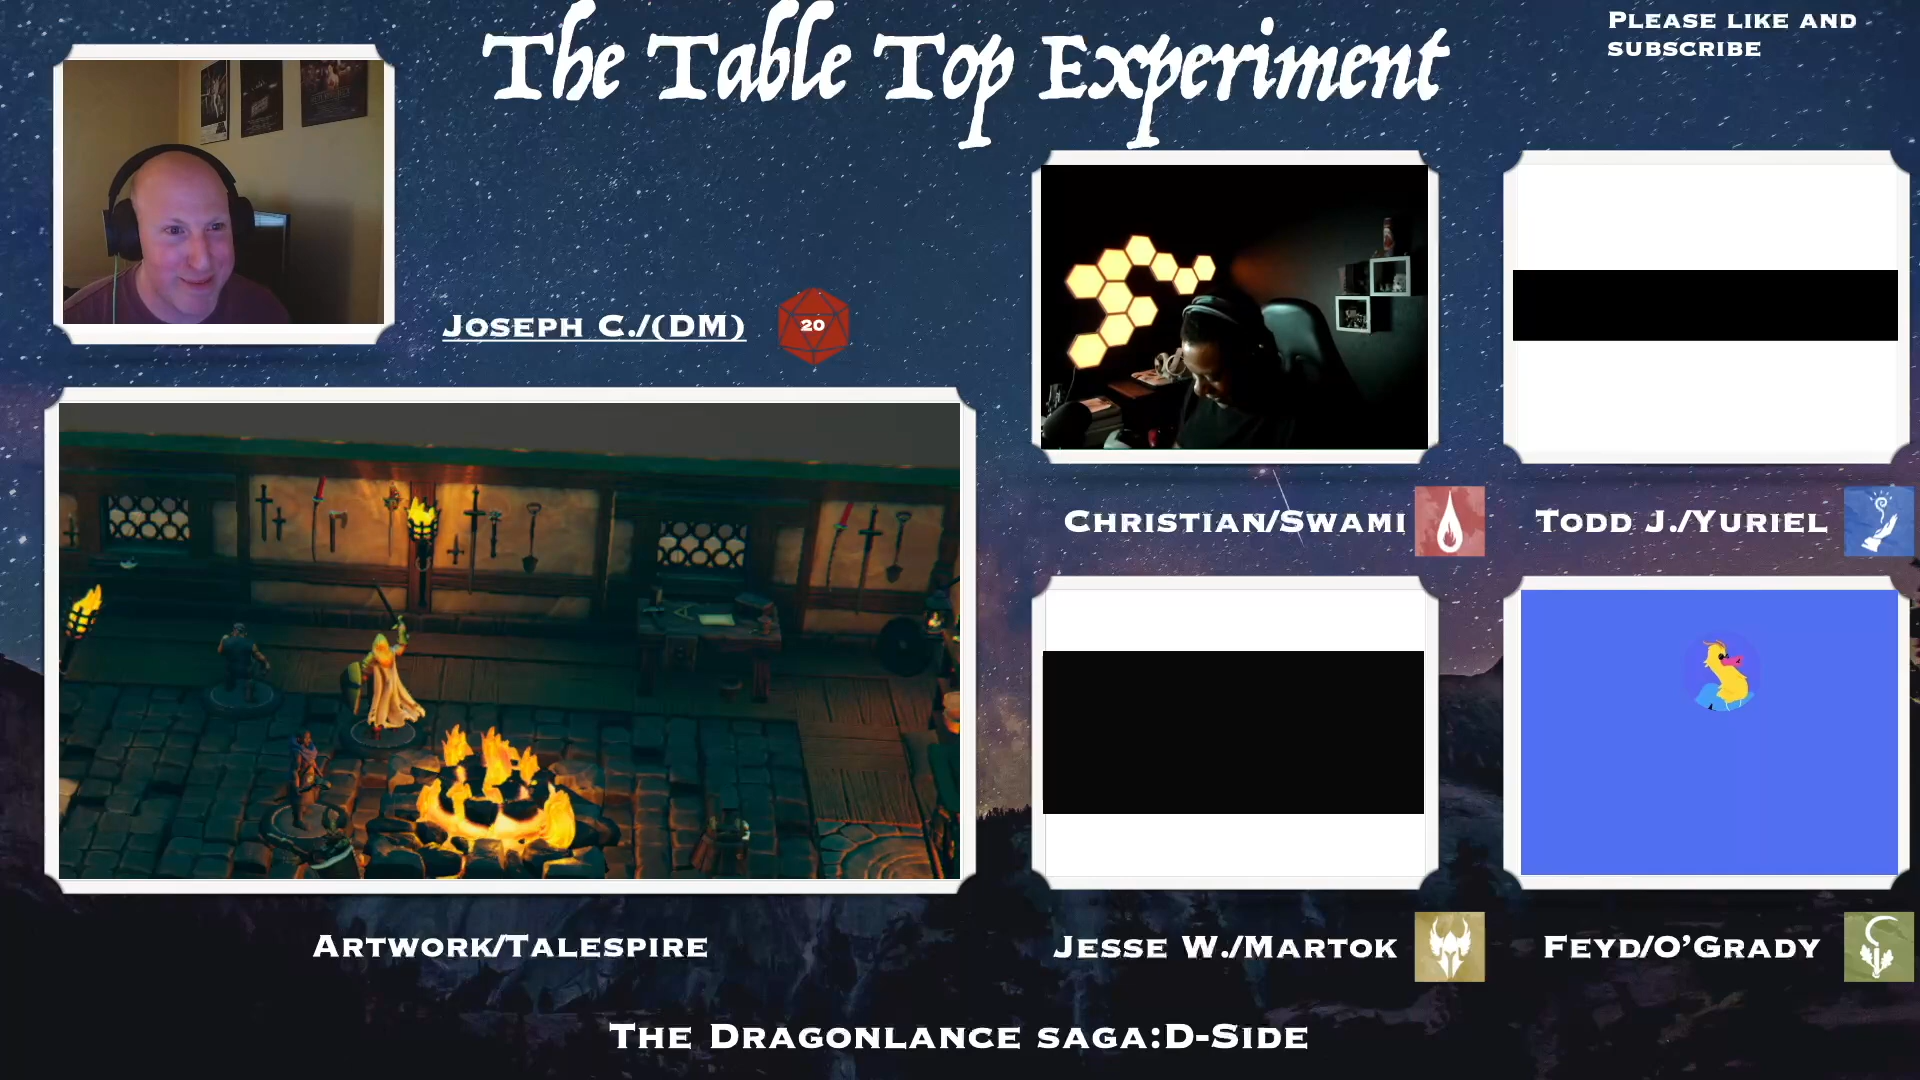 The Table Top Experiment
Please like and
subscribe
Joseph C./(DM)
20
Christian/Swami
Todd J./Yuriel
Artwork/Talespire
Jesse W./Martok
Feyd/O'Grady
The Dragonlance saga:D-Side